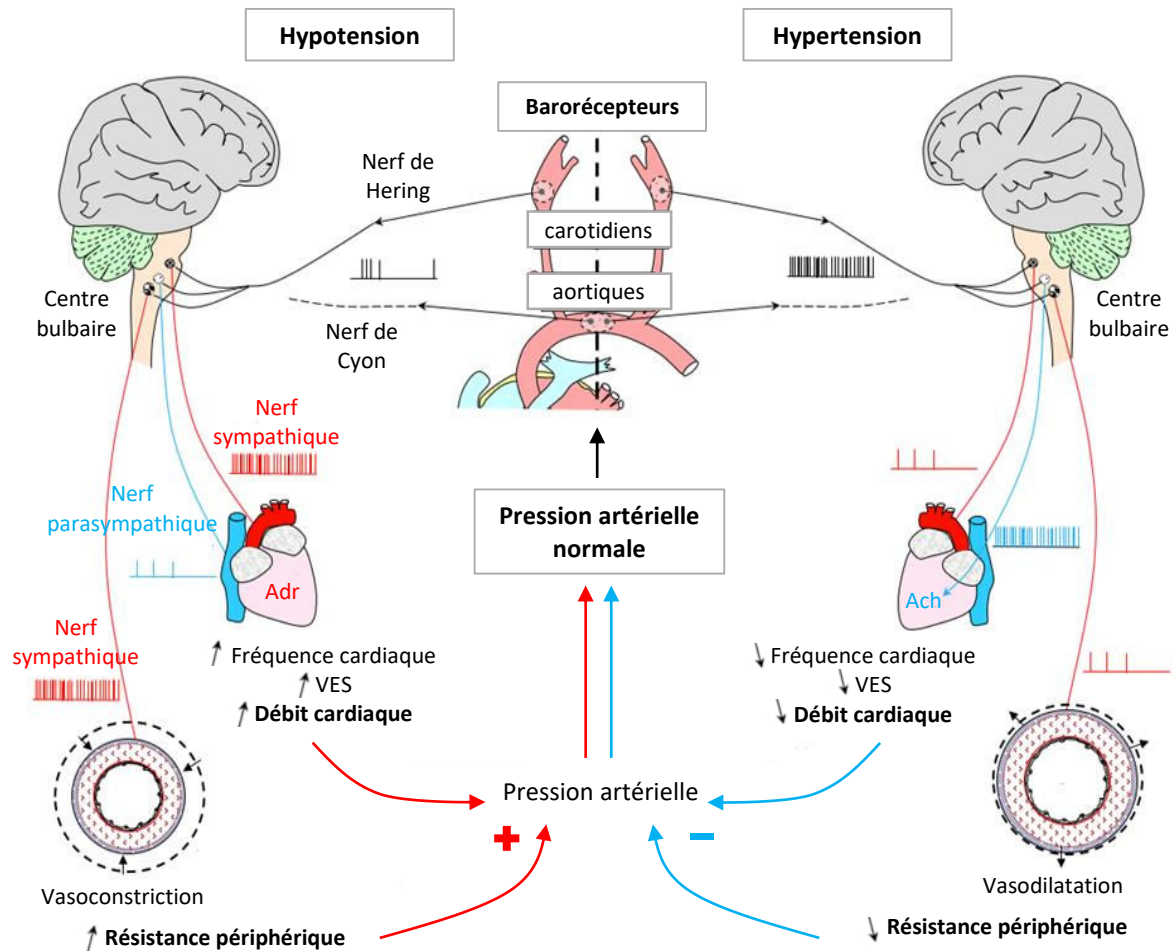 Hypotension
Hypertension
Barorécepteurs
Nerf de
Hering
carotidiens
aortiques
Nerf de
Cyon
Centre
bulbaire
Centre
bulbaire
Nerf
sympathique
Nerf
parasympathique
Adr
Nerf
sympathique
Pression artérielle
normale
Ach
Fréquence cardiaque
VES
Débit cardiaque
Fréquence cardiaque
VES
Débit cardiaque
Pression artérielle
+
−
Vasoconstriction
Résistance périphérique
Vasodilatation
Résistance périphérique